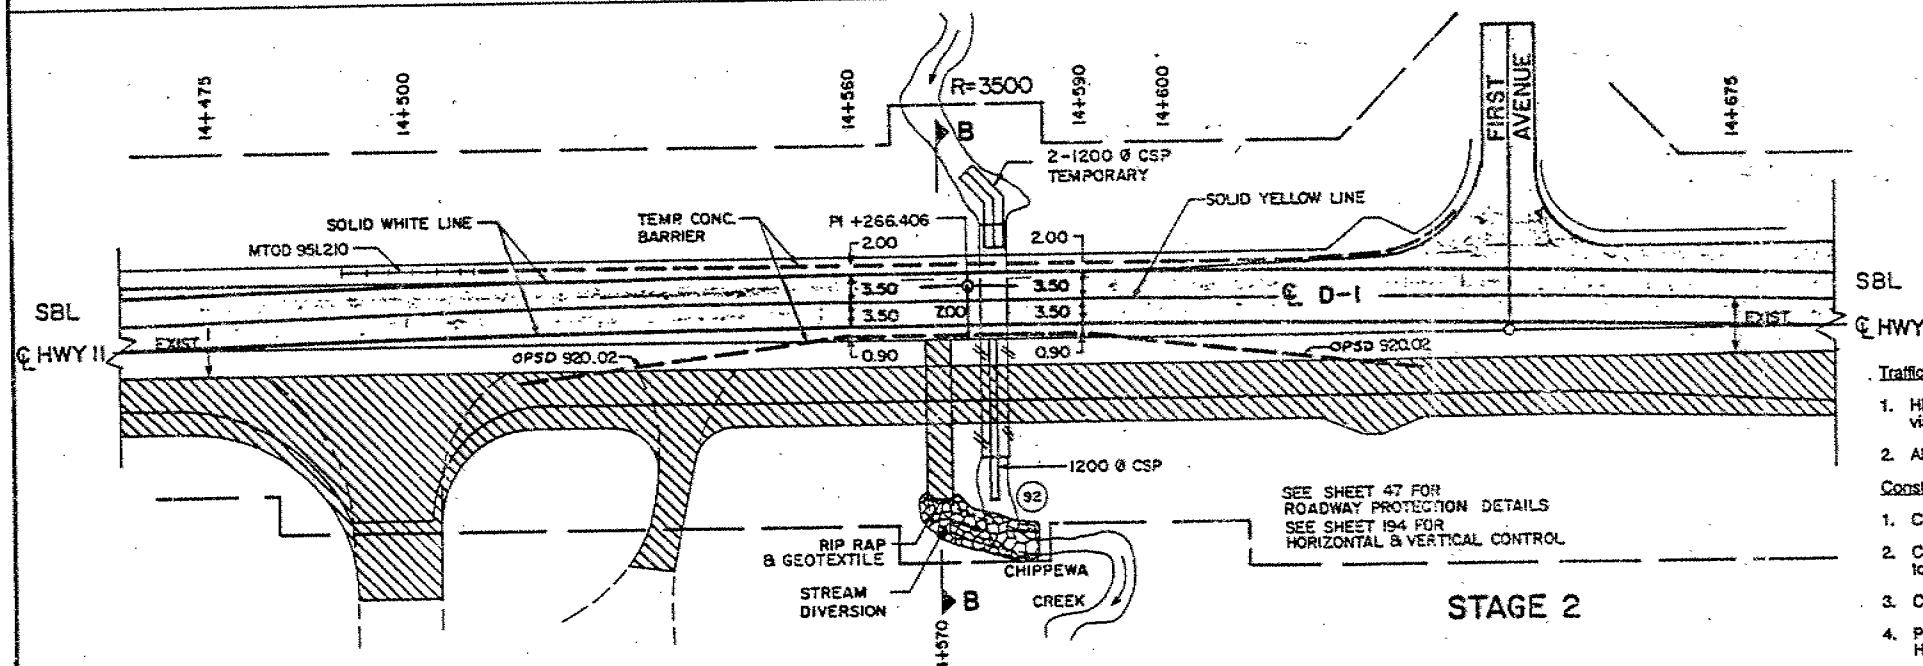 14+475
14+500
14+560
R=3500
14+590
14+600
FIRST
AVENUE
14+675
B
2-1200 Ø CSP
TEMPORARY
SOLID WHITE LINE
TEMP. CONC.
BARRIER
PI +266.406
SOLID YELLOW LINE
MTOD 951.210
2.00
2.00
3.50
3.50
℄ D-1
SBL
SBL
3.50
7.00
3.50
EXIST.
EXIST.
℄ HWY 11
℄ HWY
OPSD 920.02
0.90
0.90
OPSD 920.02
Traffic
1.
2.
1200 Ø CSP
92
SEE SHEET 47 FOR
ROADWAY PROTECTION DETAILS
SEE SHEET 194 FOR
HORIZONTAL & VERTICAL CONTROL
Const
1. C
2. C
3. C
4. P
H
RIP RAP
& GEOTEXTILE
CHIPPEWA
CREEK
STREAM
DIVERSION
B
STAGE 2
4+570